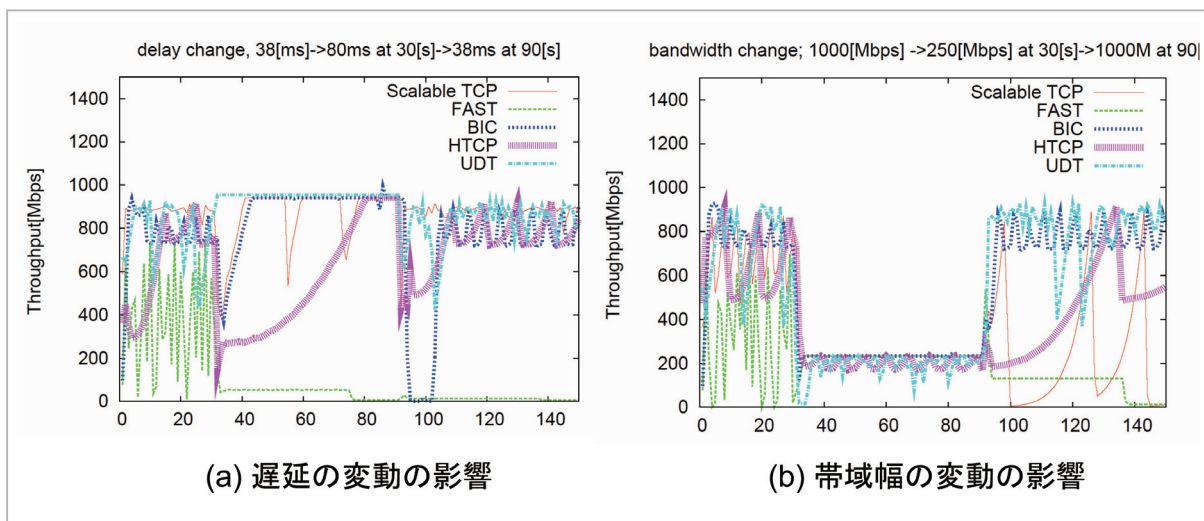 delay change, 38[ms]->80ms at 30[s]->38ms at 90[s]
Throughput[Mbps]
1400
1200
1000
800
600
400
200
0
0 20 40 60 80 100 120 140
Scalable TCP
FAST
BIC
HTCP
UDT
(a) 遅延の変動の影響
bandwidth change; 1000[Mbps] ->250[Mbps] at 30[s]->1000M at 90
Throughput[Mbps]
1400
1200
1000
800
600
400
200
0
0 20 40 60 80 100 120 140
Scalable TCP
FAST
BIC
HTCP
UDT
(b) 帯域幅の変動の影響